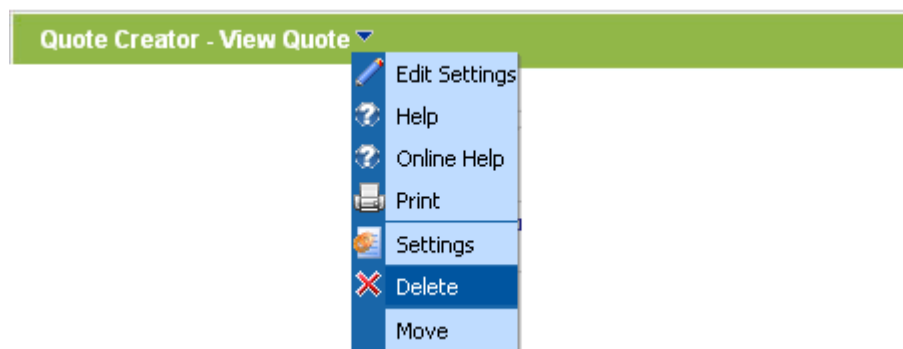 Quote Creator - View Quote
Edit Settings
Help
Online Help
Print
Settings
Delete
Move